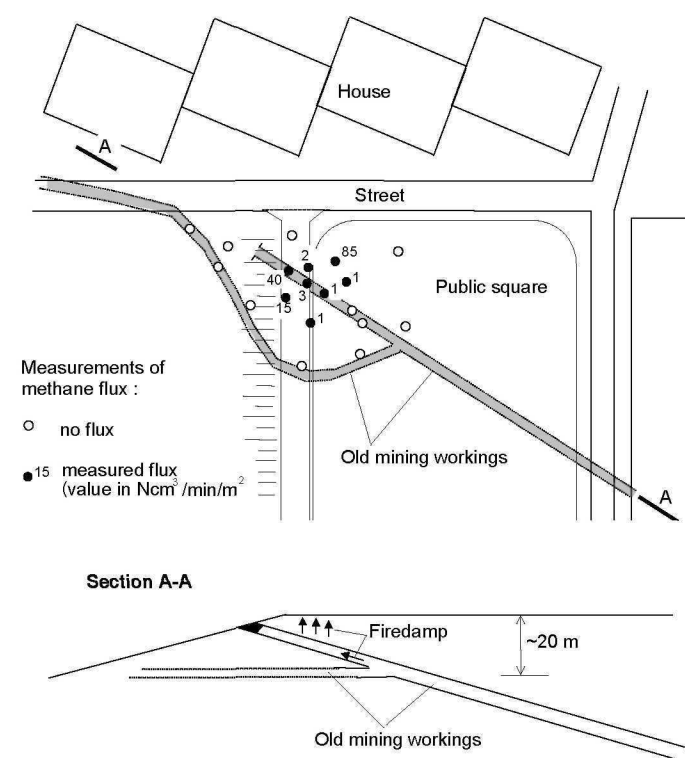 House
A
Street
2
85
40
3
1
1
15
1
Public square
Measurements of
methane flux :
no flux
15 measured flux
(value in Ncm³/min/m²
Old mining workings
A
Section A-A
Firedamp
~20 m
Old mining workings